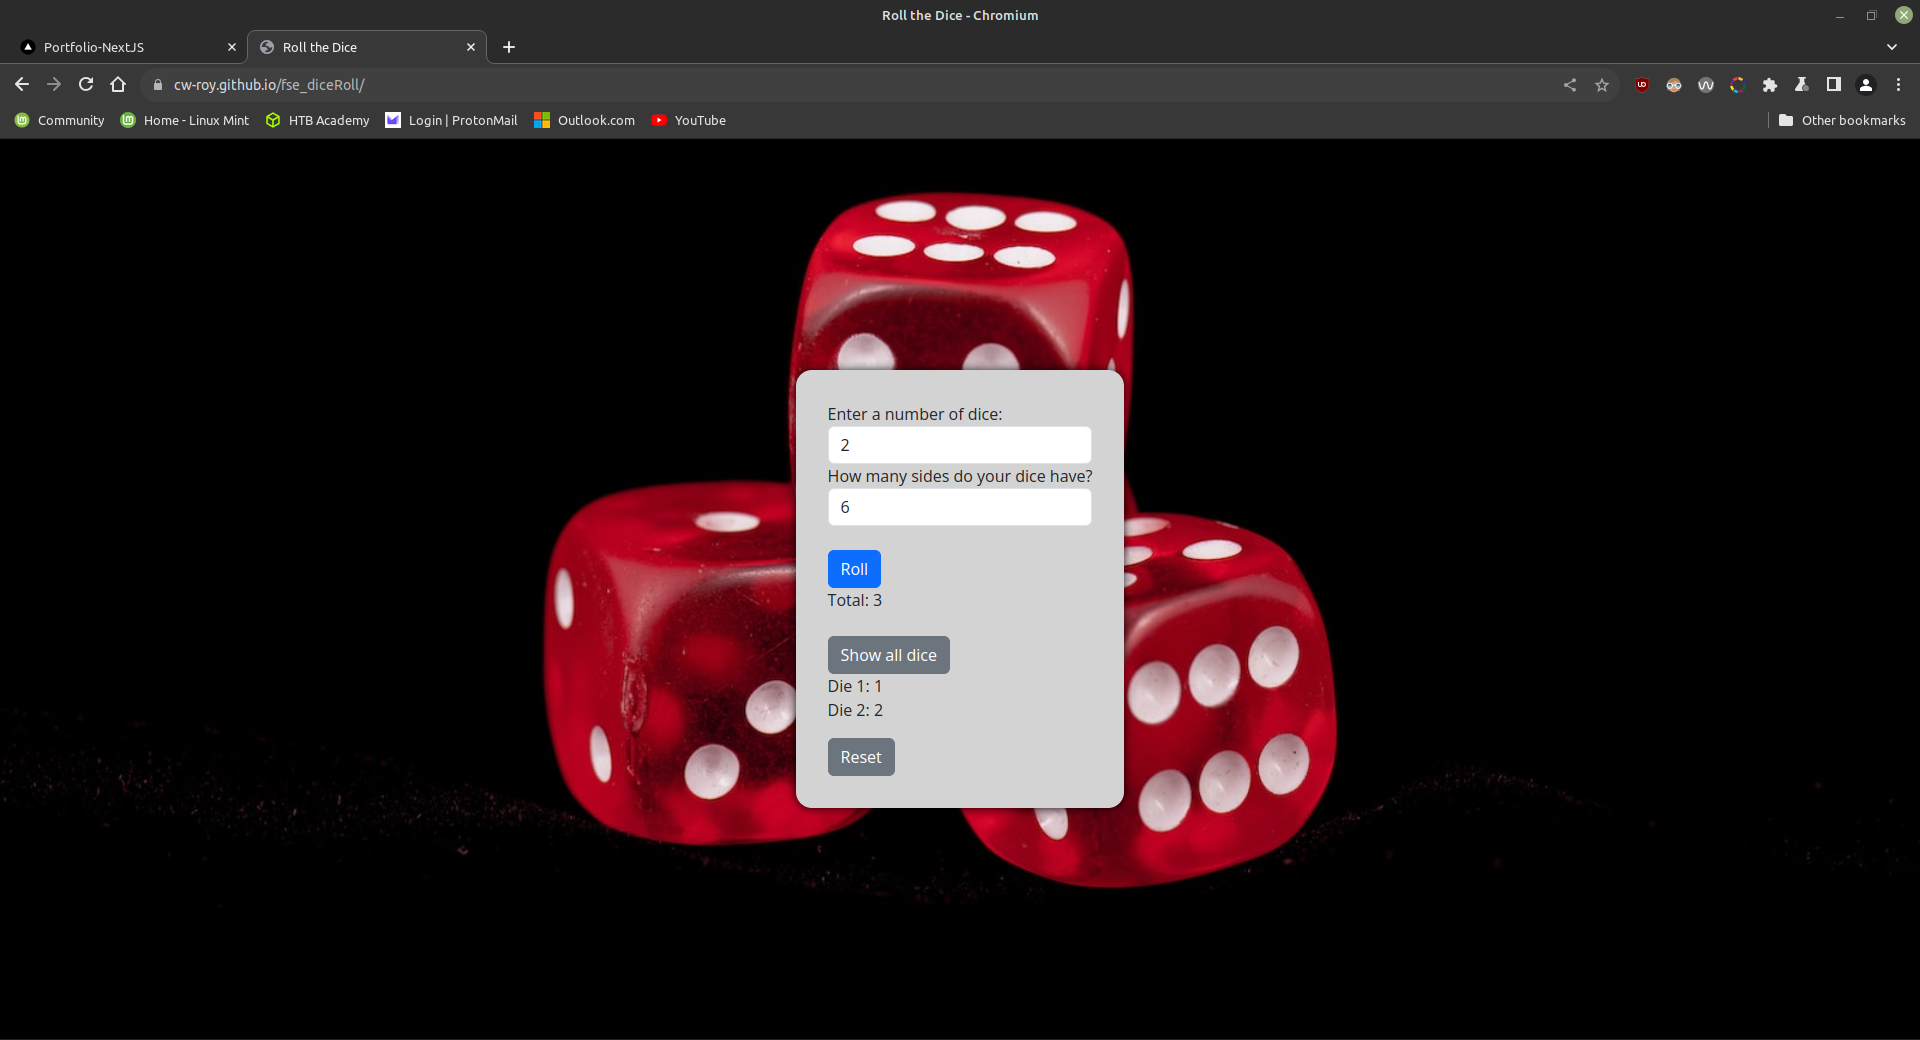 Roll the Dice - Chromium
Portfolio-NextJS
Roll the Dice
cw-roy.github.io/fse_diceRoll/
Community
Home - Linux Mint
HTB Academy
Login | ProtonMail
Outlook.com
YouTube
Other bookmarks
Enter a number of dice:
2
How many sides do your dice have?
6
Roll
Total: 3
Show all dice
Die 1: 1
Die 2: 2
Reset